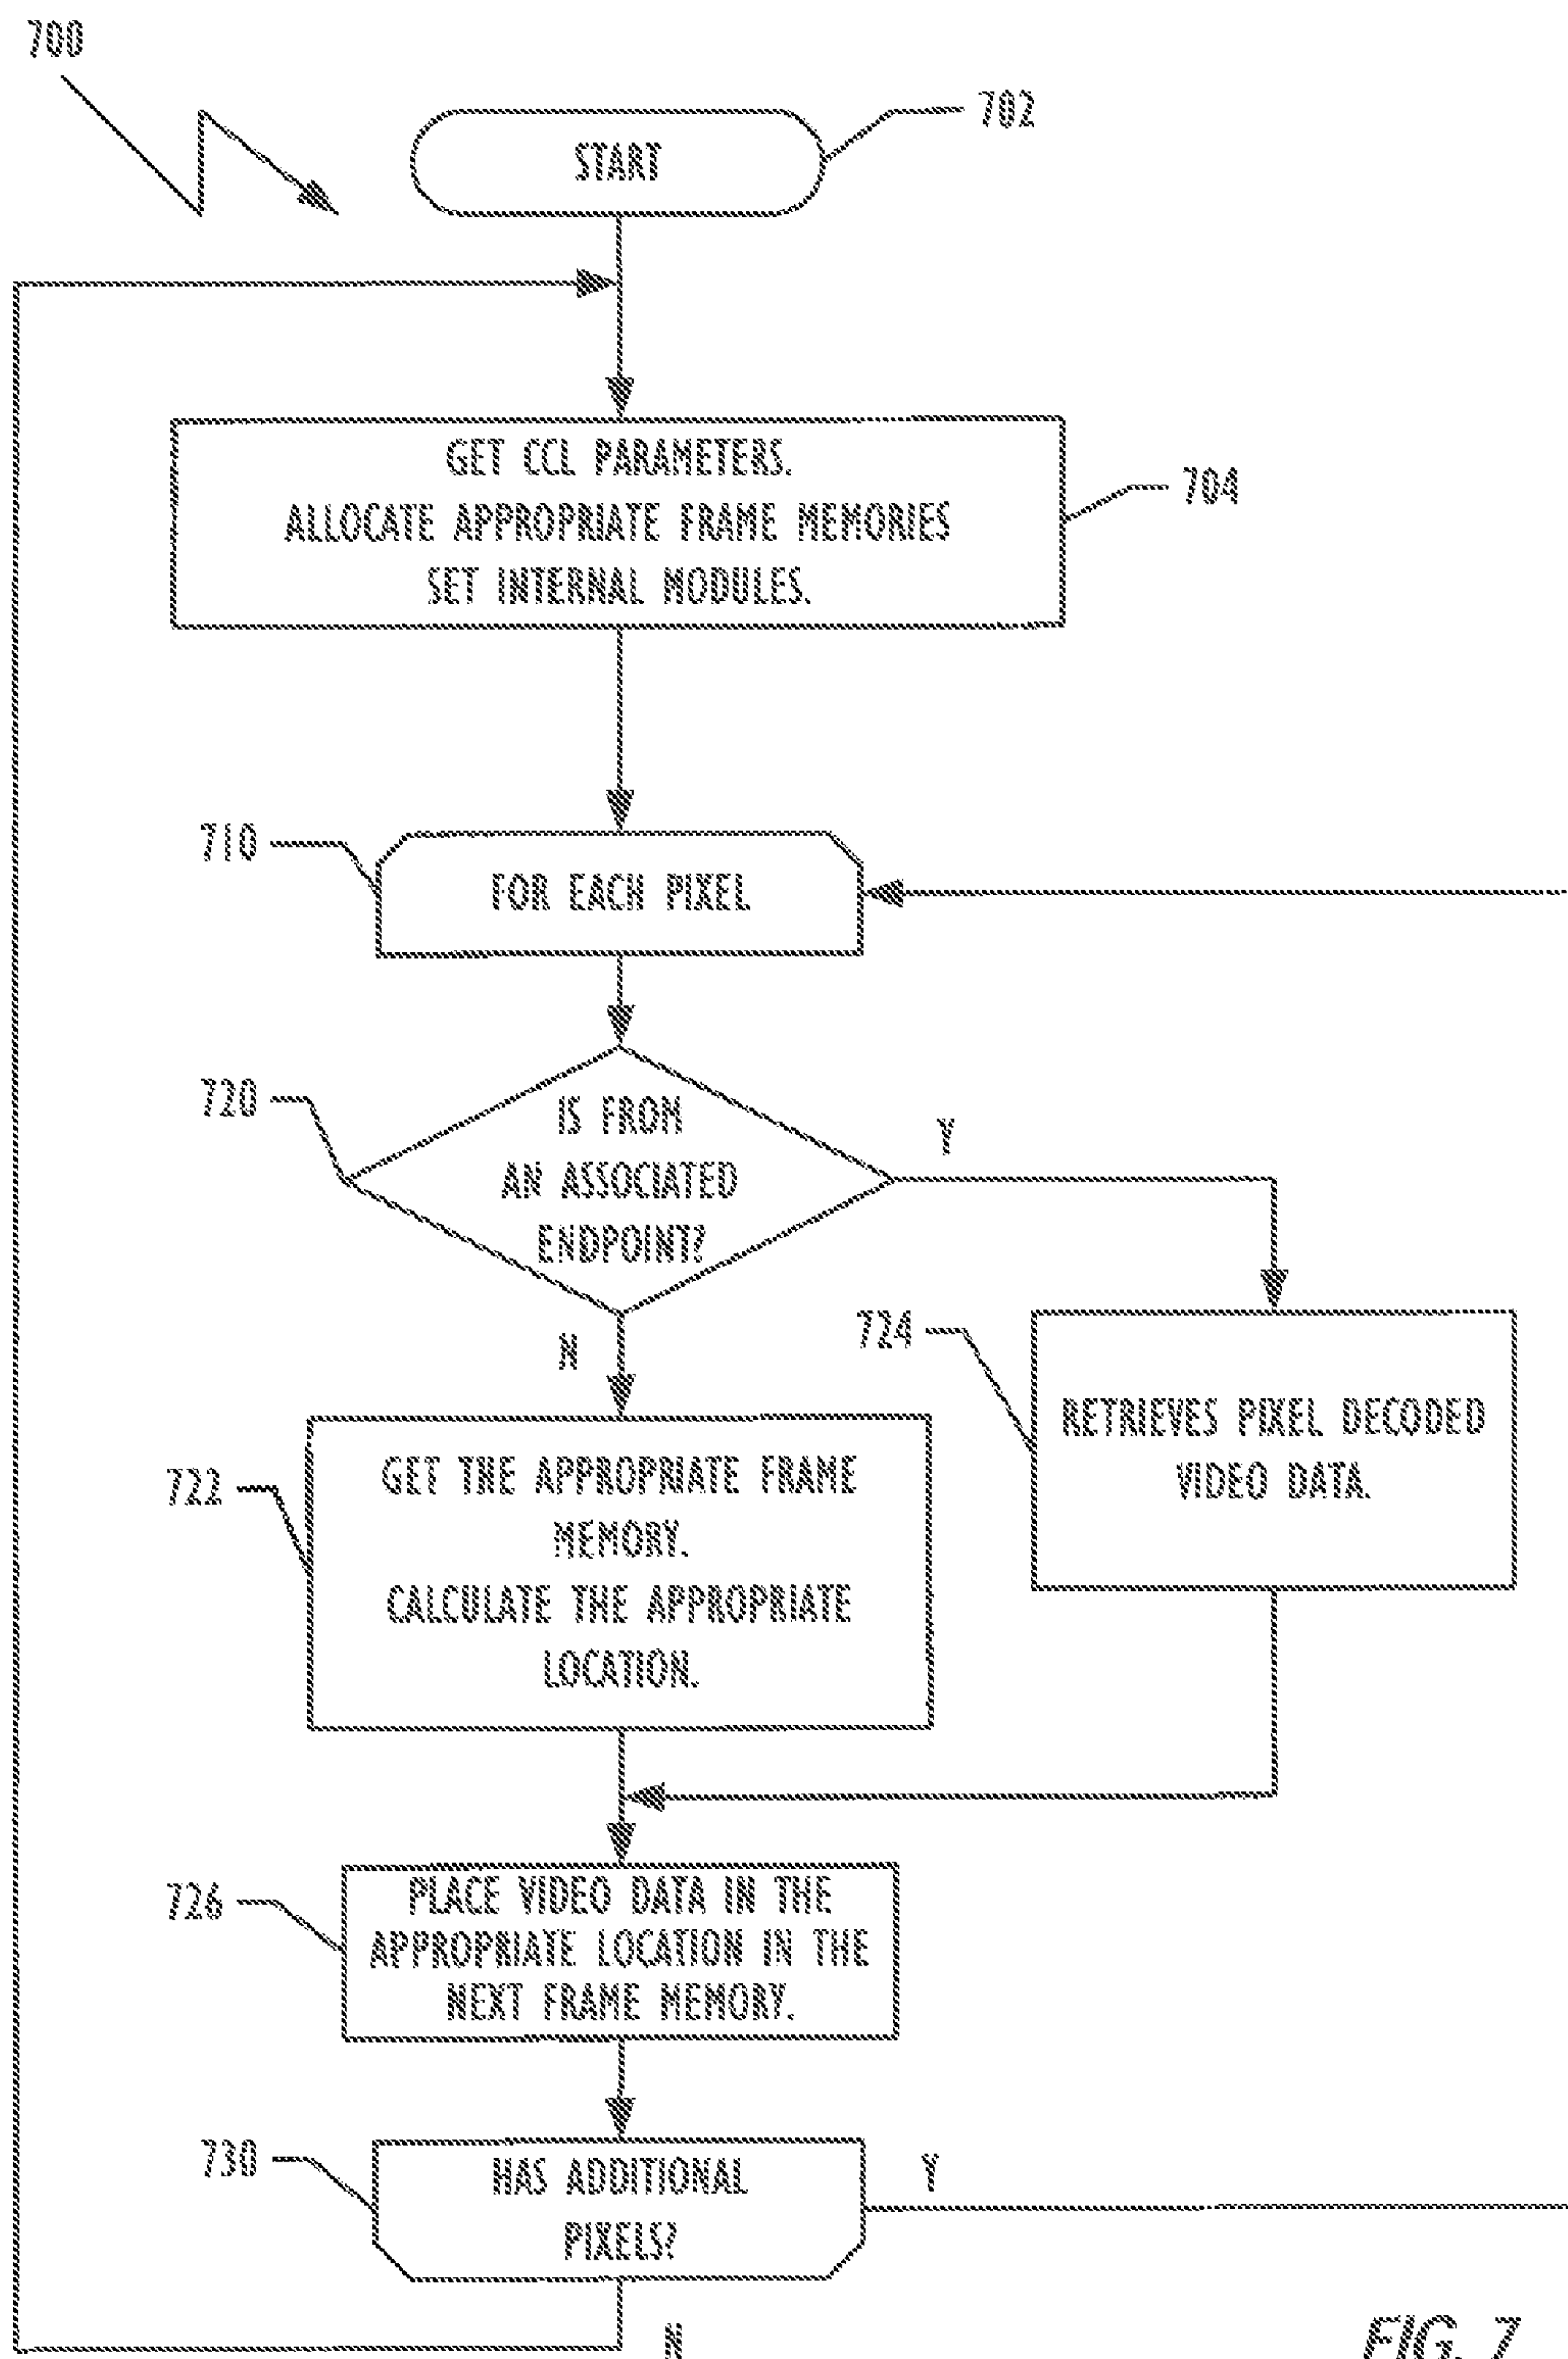 700
START
702
GET CCL PARAMETERS.
ALLOCATE APPROPRIATE FRAME MEMORIES
SET INTERNAL MODULES.
704
710
FOR EACH PIXEL
720
IS FROM
AN ASSOCIATED
ENDPOINT?
Y
N
724
RETRIEVES PIXEL DECODED
VIDEO DATA.
722
GET THE APPROPRIATE FRAME
MEMORY.
CALCULATE THE APPROPRIATE
LOCATION.
726
PLACE VIDEO DATA IN THE
APPROPRIATE LOCATION IN THE
NEXT FRAME MEMORY.
730
HAS ADDITIONAL
PIXELS?
Y
N
FIG. 7